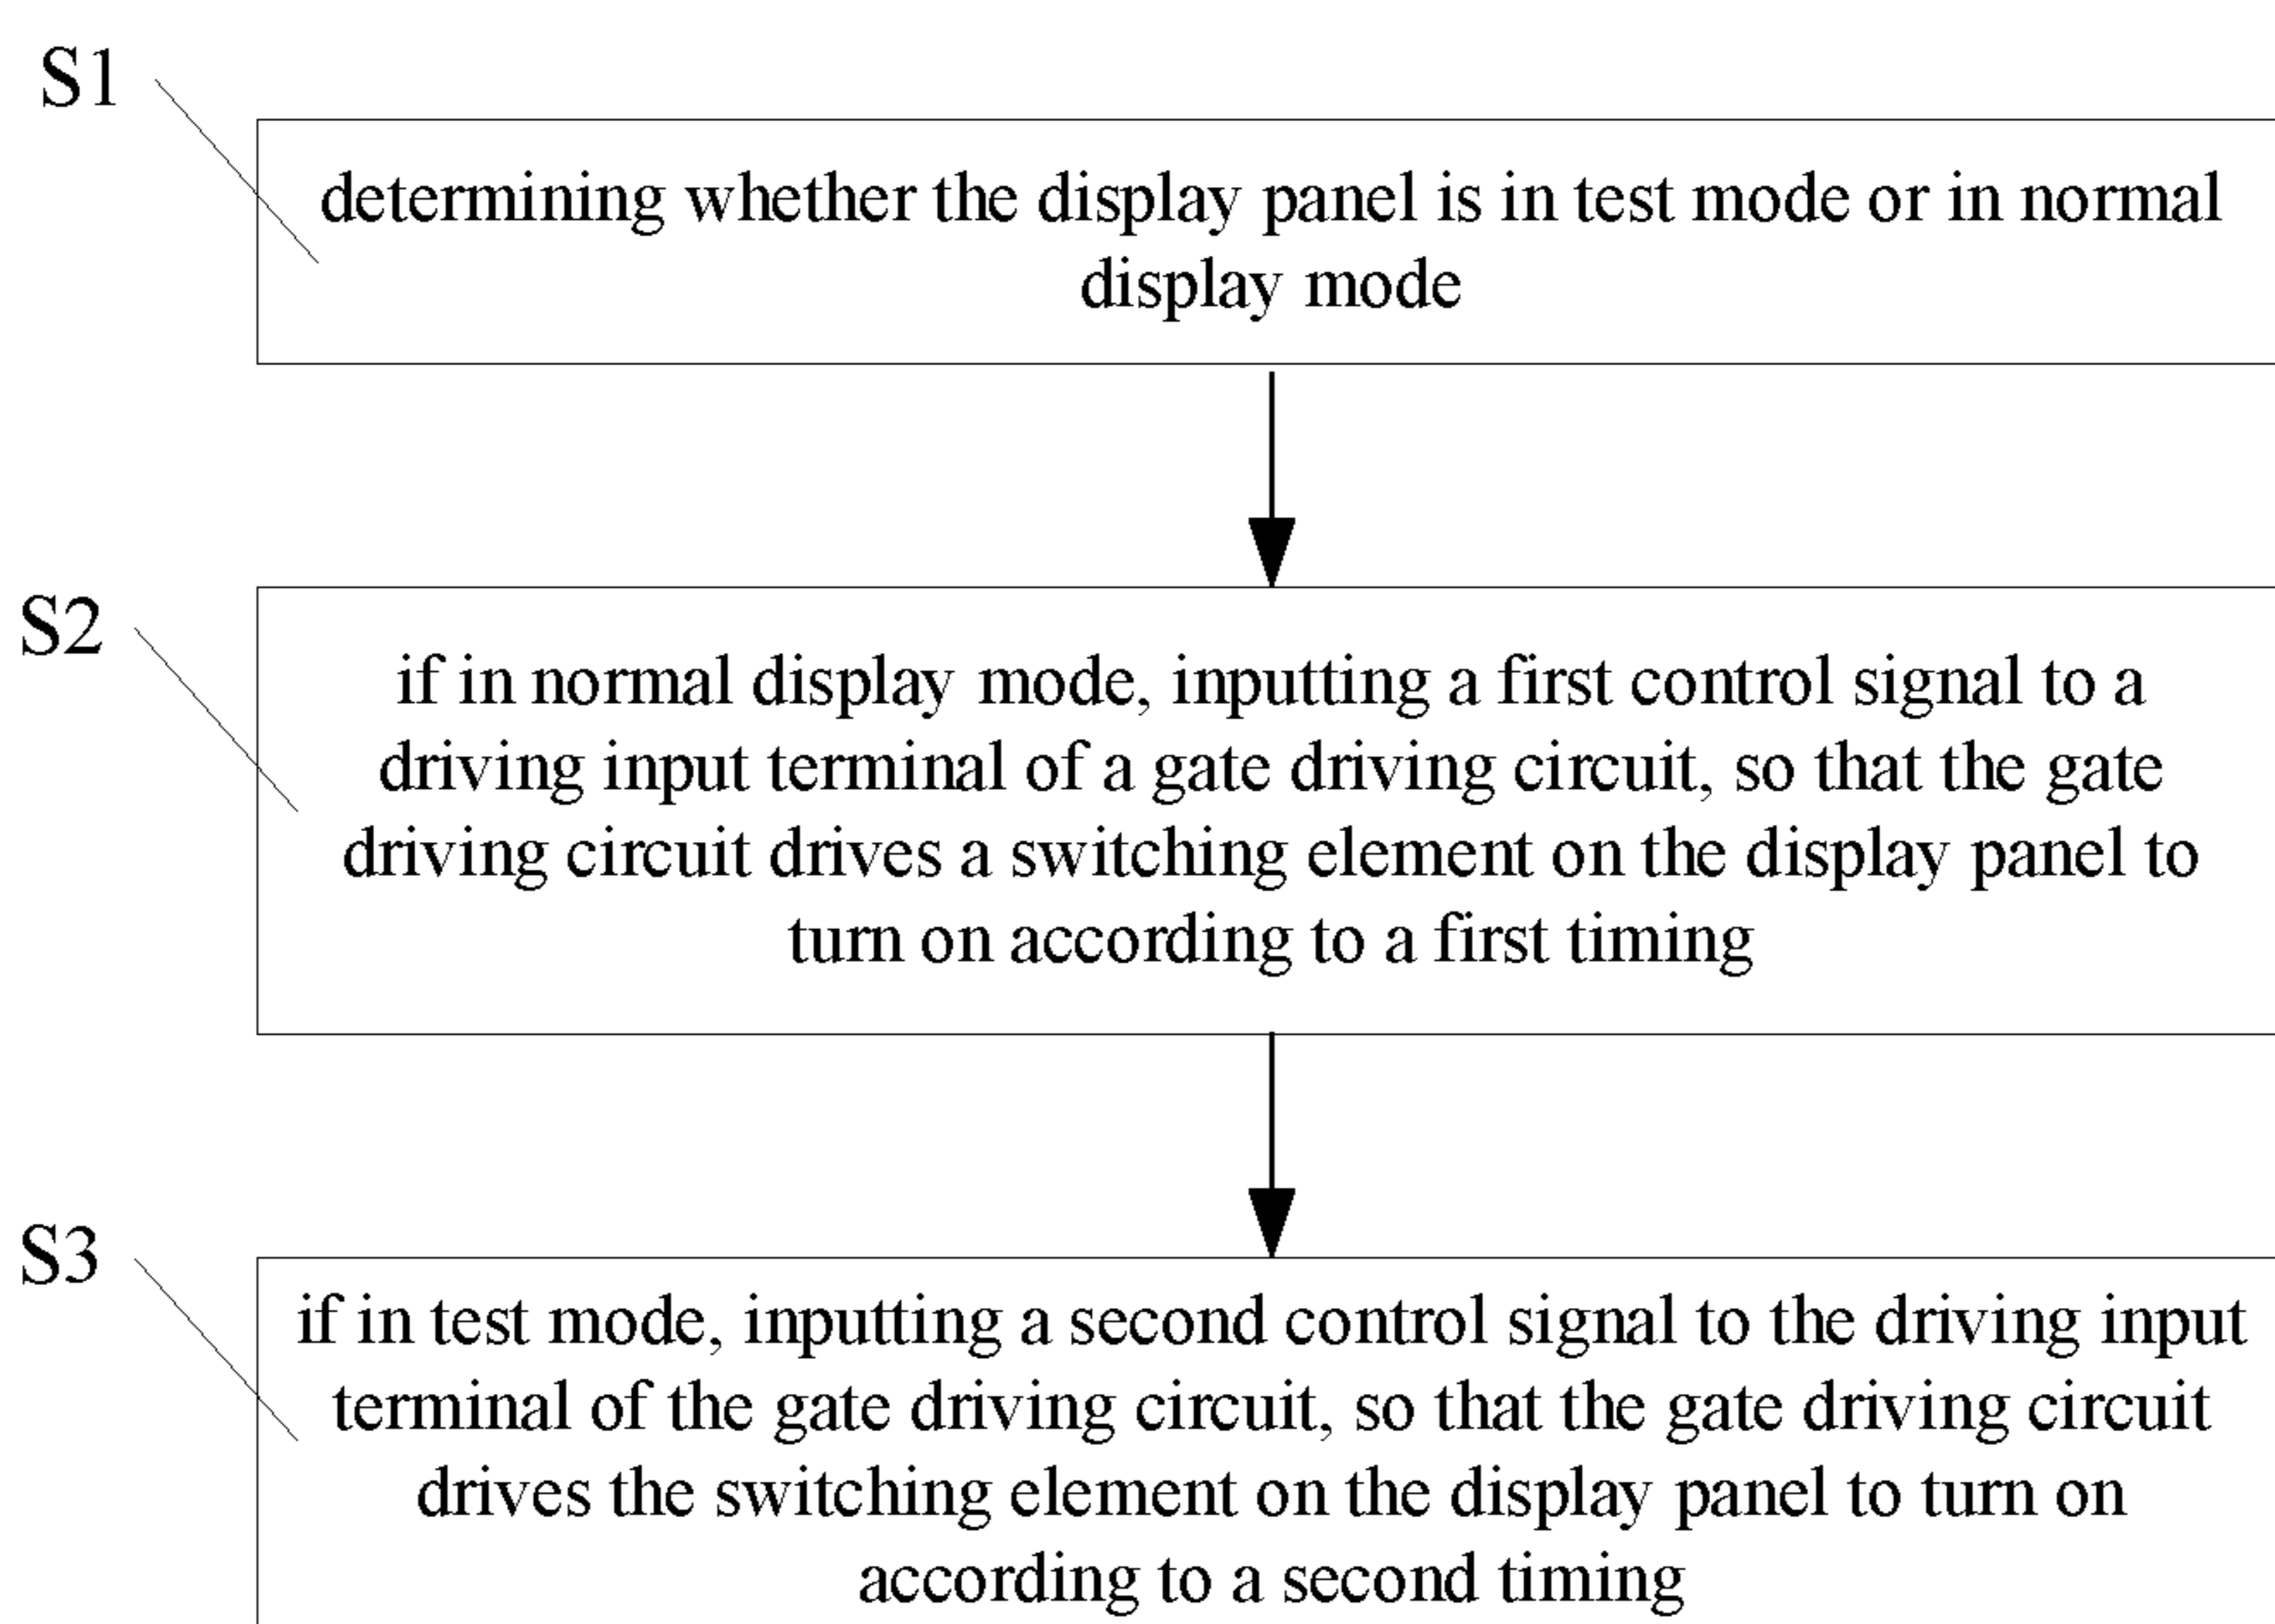 S1
determining whether the display panel is in test mode or in normal
display mode
S2
if in normal display mode, inputting a first control signal to a
driving input terminal of a gate driving circuit, so that the gate
driving circuit drives a switching element on the display panel to
turn on according to a first timing
S3
if in test mode, inputting a second control signal to the driving input
terminal of the gate driving circuit, so that the gate driving circuit
drives the switching element on the display panel to turn on
according to a second timing